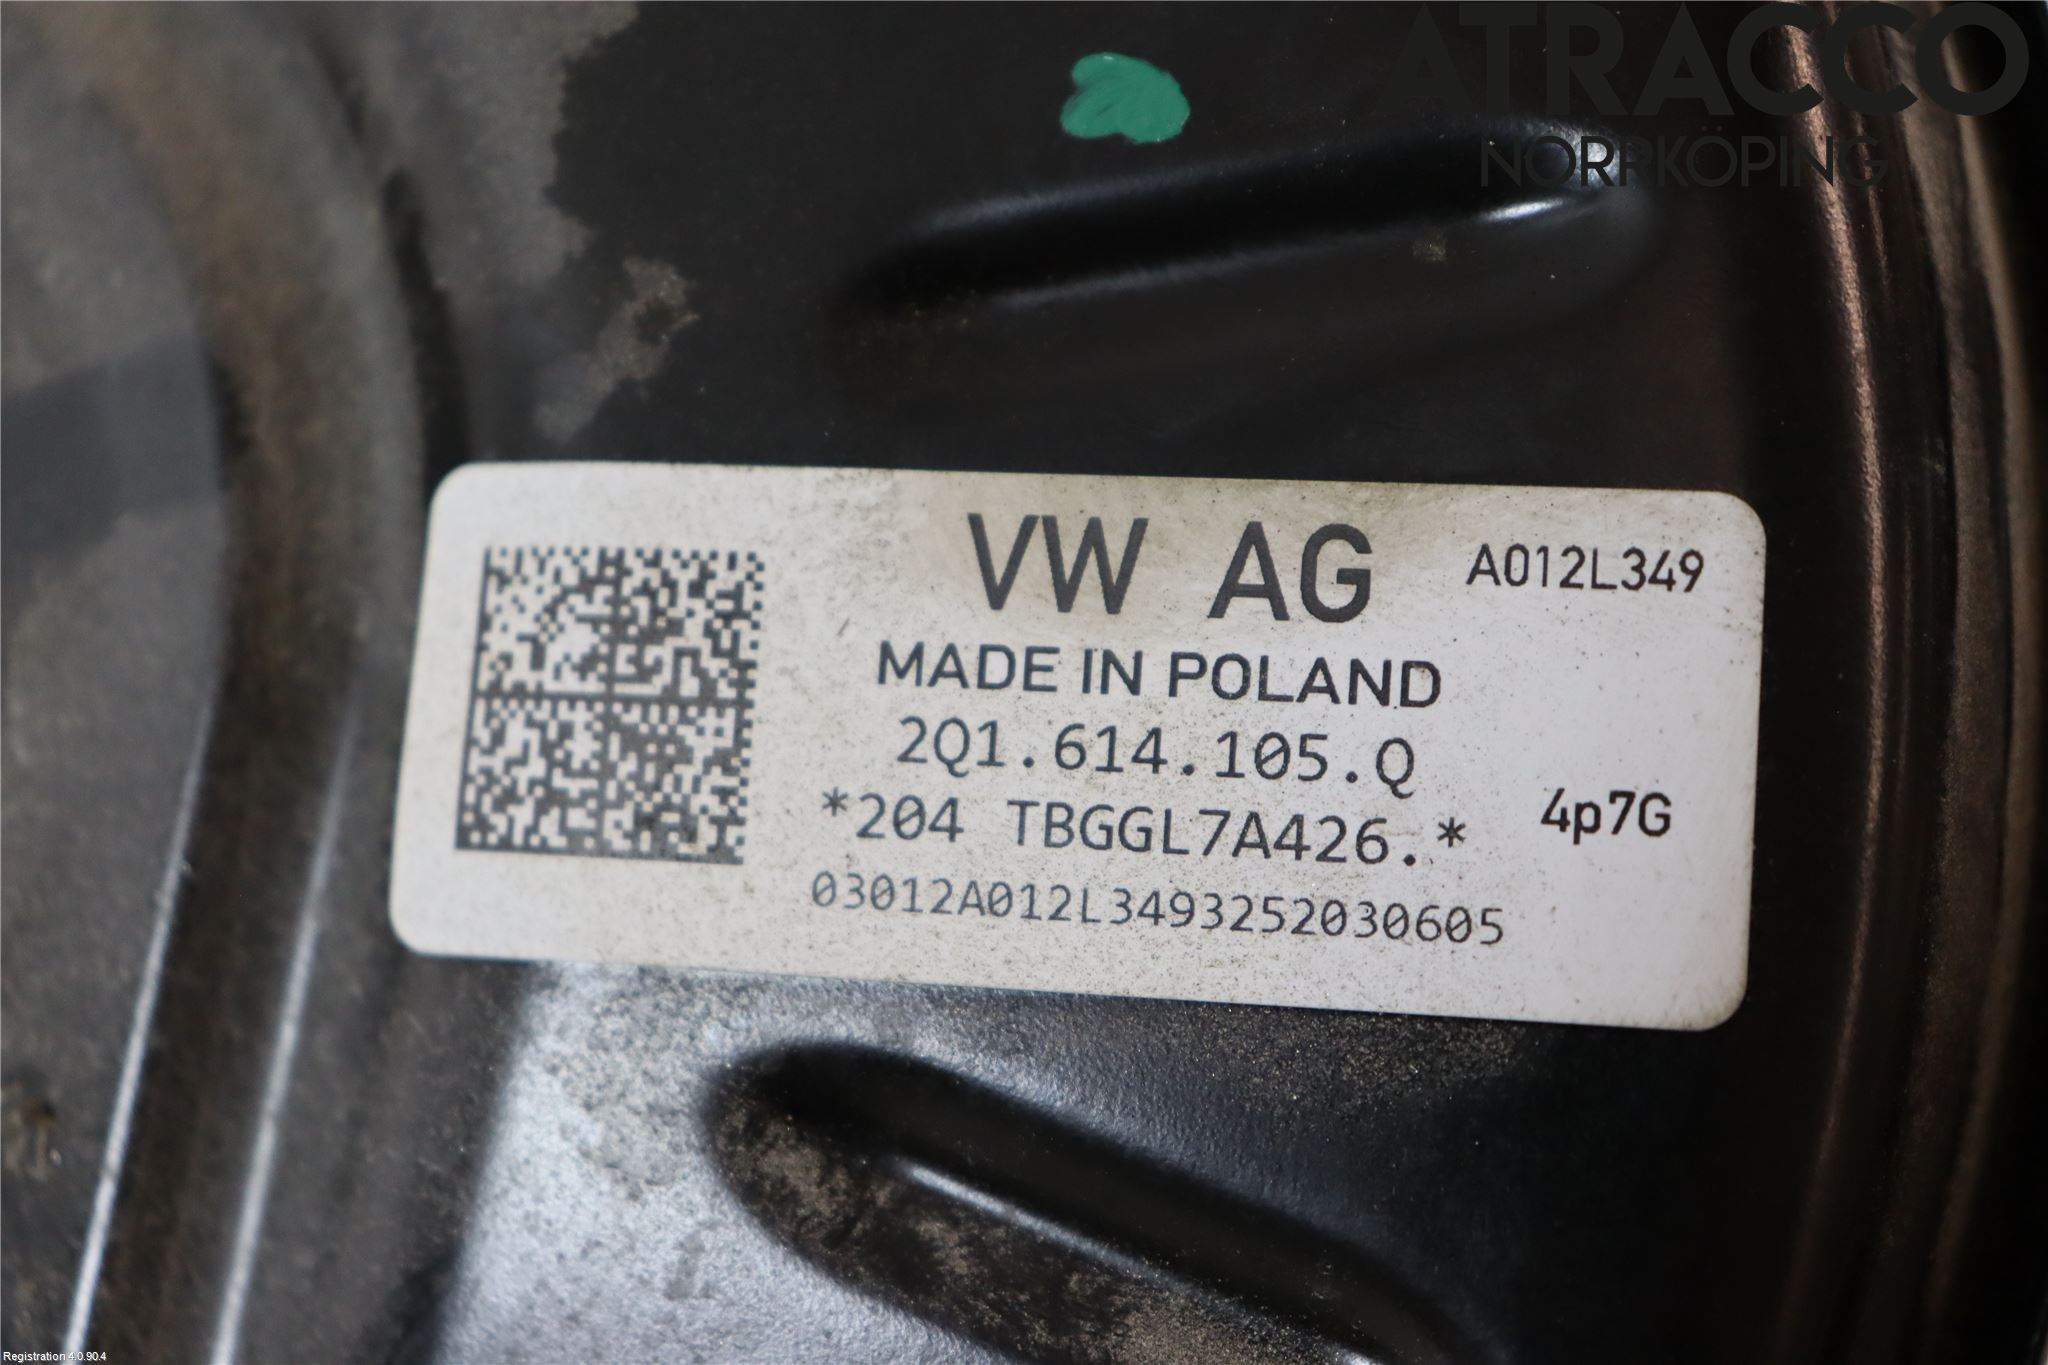 ATRACCO
NORRKÖPING
VW AG A012L349
MADE IN POLAND
2Q1.614.105.Q
*204 TBGGL7A426.* 4p7G
03012A012L3493252030605
Registration 4.0.90.4